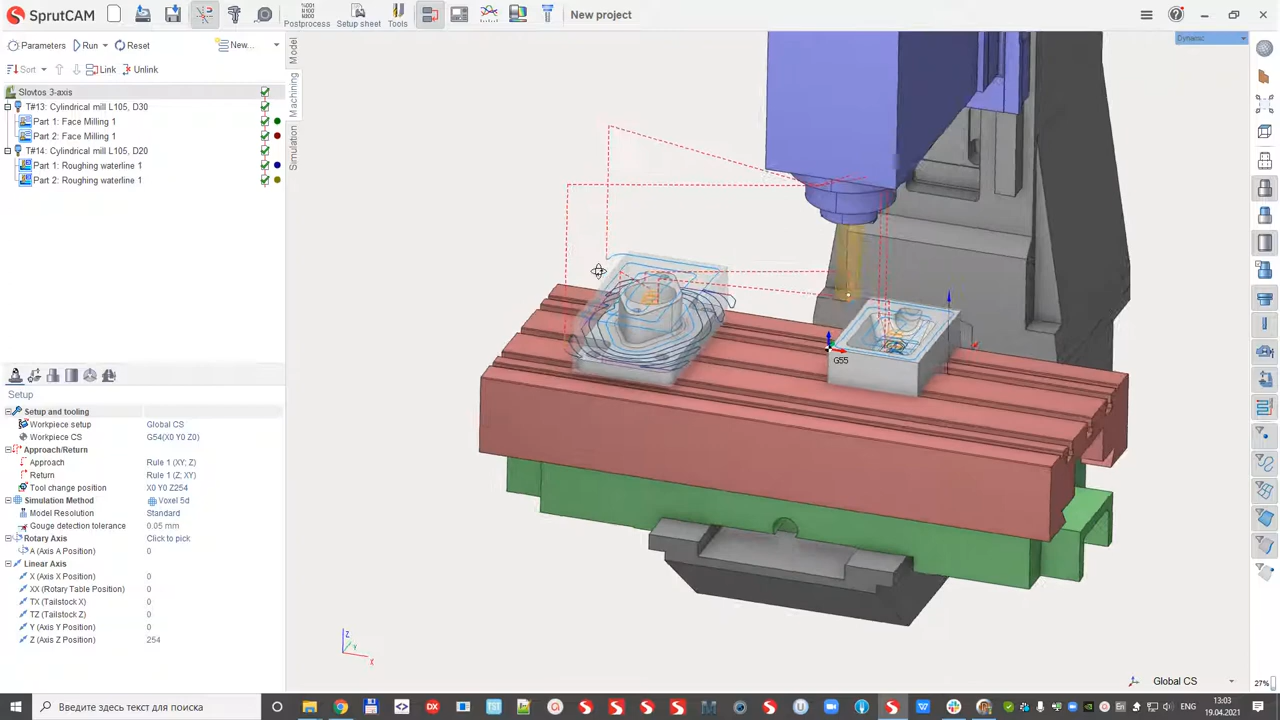 SprutCAM
New project
Postprocess
Setup sheet
Tools
Parameters
Run
Reset
New...
Sort
Link
Unlink
Model
Machining
Simulation
Dynamic
Slovtos 3-axis
T#13: Cylindrical mill L105, D30
Part 1: Face Milling 1
Part 2: Face Milling 1
T#14: Cylindrical mill L105, D20
Part 1: Roughing waterline 1
Part 2: Roughing waterline 1
G55
Setup
Setup and tooling
Workpiece setup Global CS
Workpiece CS G54(X0 Y0 Z0)
Approach/Return
Approach Rule 1 (XY; Z)
Return Rule 1 (Z; XY)
Tool change position X0 Y0 Z254
Simulation Method Voxel 5d
Model Resolution Standard
Gouge detection tolerance 0.05 mm
Rotary Axis Click to pick
A (Axis A Position) 0
Linear Axis
X (Axis X Position) 0
XX (Rotary Table Position) 0
TX (Tailstock X) 0
TZ (Tailstock Z) 0
Y (Axis Y Position) 0
Z (Axis Z Position) 254
Z
Y
X
Global CS
27%
Введите здесь текст для поиска
TST
DX
ENG
13:03
19.04.2021